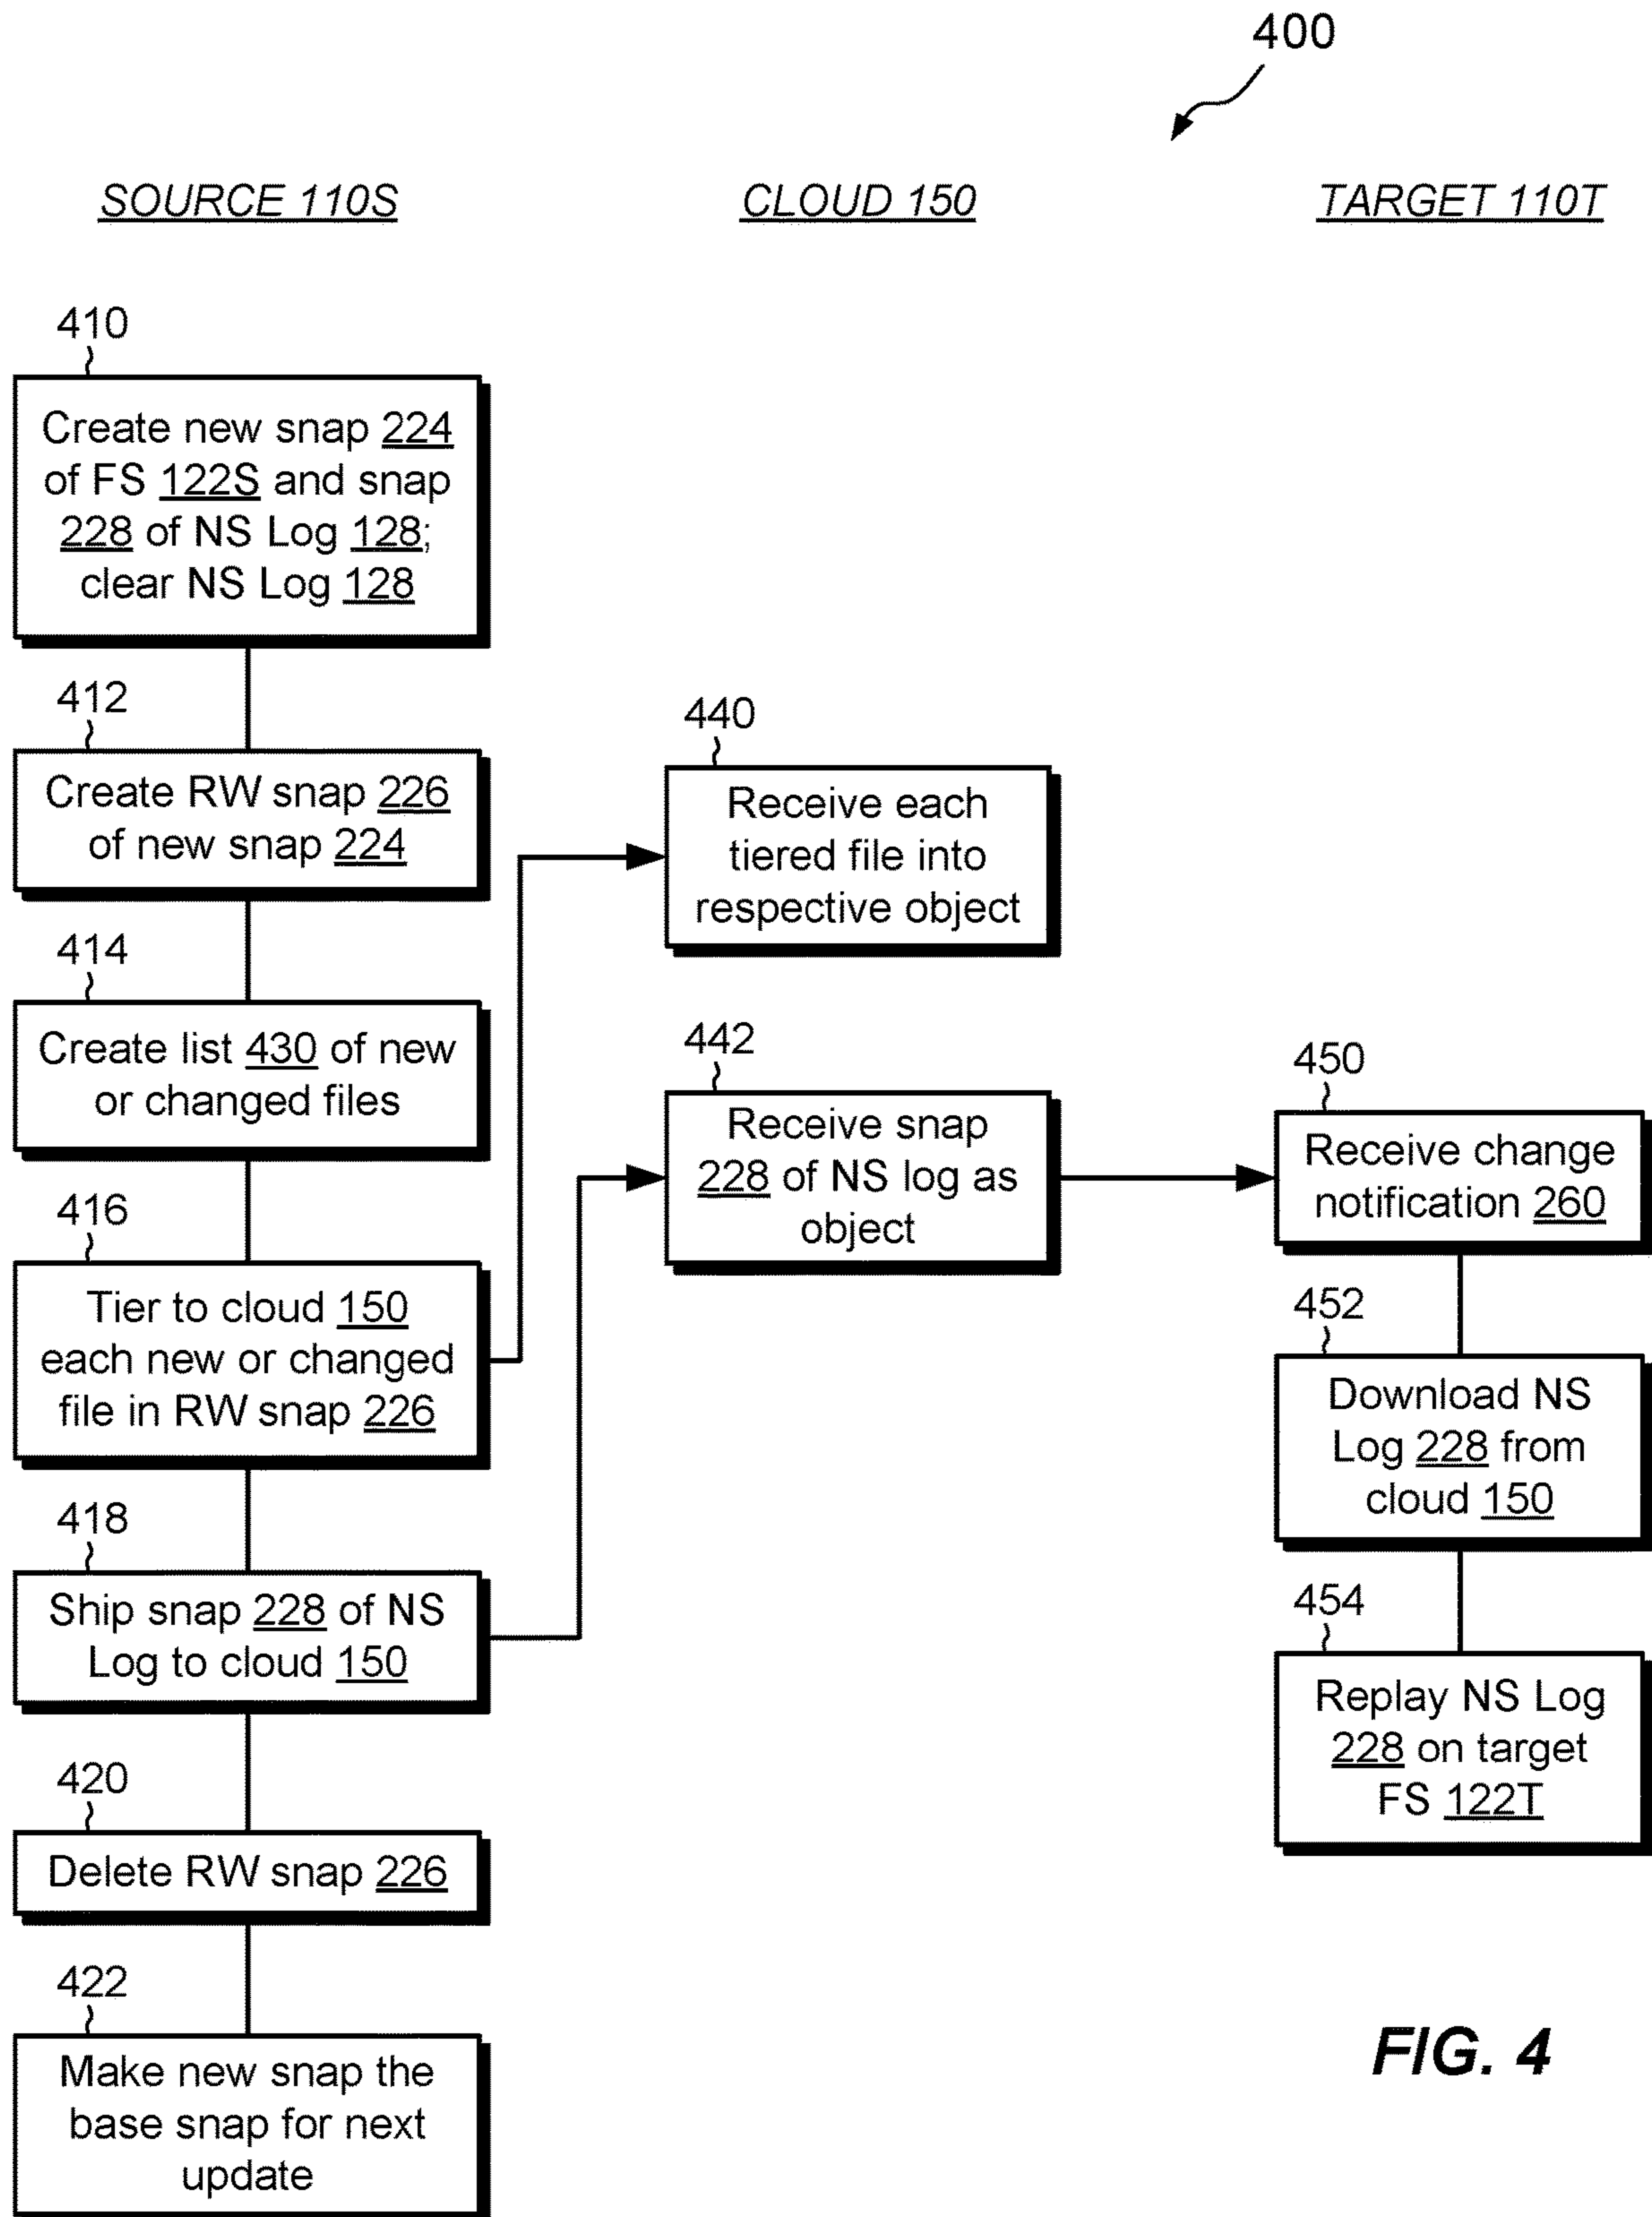 400
SOURCE 110S
CLOUD 150
TARGET 110T
410
Create new snap 224
of FS 122S and snap
228 of NS Log 128;
clear NS Log 128
412
Create RW snap 226
of new snap 224
414
Create list 430 of new
or changed files
416
Tier to cloud 150
each new or changed
file in RW snap 226
418
Ship snap 228 of NS
Log to cloud 150
420
Delete RW snap 226
422
Make new snap the
base snap for next
update
440
Receive each
tiered file into
respective object
442
Receive snap
228 of NS log as
object
450
Receive change
notification 260
452
Download NS
Log 228 from
cloud 150
454
Replay NS Log
228 on target
FS 122T
FIG. 4